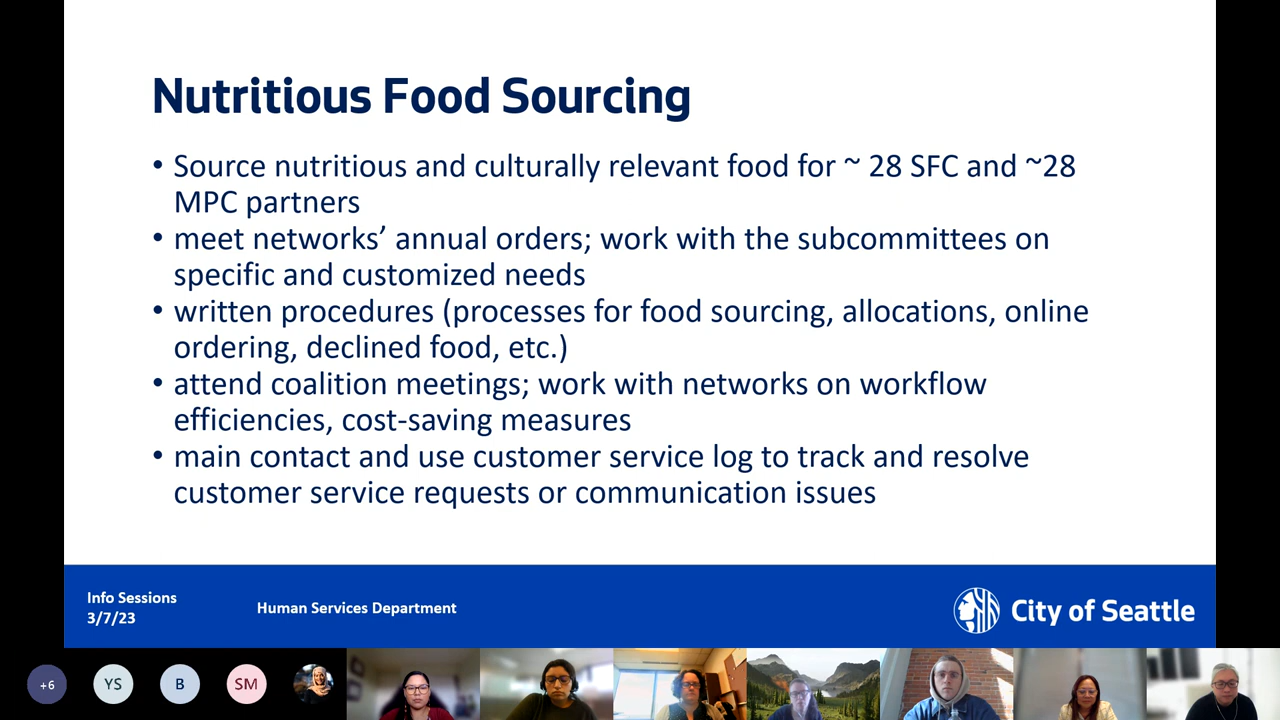 Nutritious Food Sourcing
• Source nutritious and culturally relevant food for ~ 28 SFC and ~28
MPC partners
• meet networks’ annual orders; work with the subcommittees on
specific and customized needs
• written procedures (processes for food sourcing, allocations, online
ordering, declined food, etc.)
• attend coalition meetings; work with networks on workflow
efficiencies, cost-saving measures
• main contact and use customer service log to track and resolve
customer service requests or communication issues
Info Sessions
3/7/23
Human Services Department
City of Seattle
+6
YS
B
SM